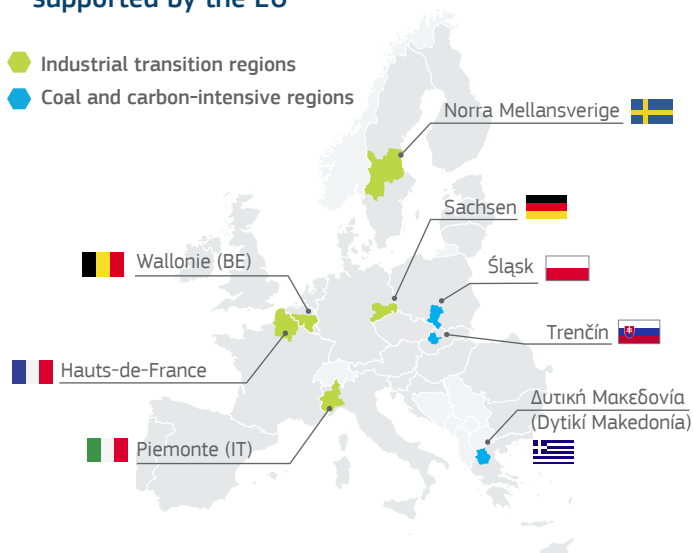 supported by the EU
Industrial transition regions
Coal and carbon-intensive regions
Norra Mellansverige
Sachsen
Wallonie (BE)
Śląsk
Trenčín
Hauts-de-France
Δυτική Μακεδονία
(Dytikí Makedonía)
Piemonte (IT)